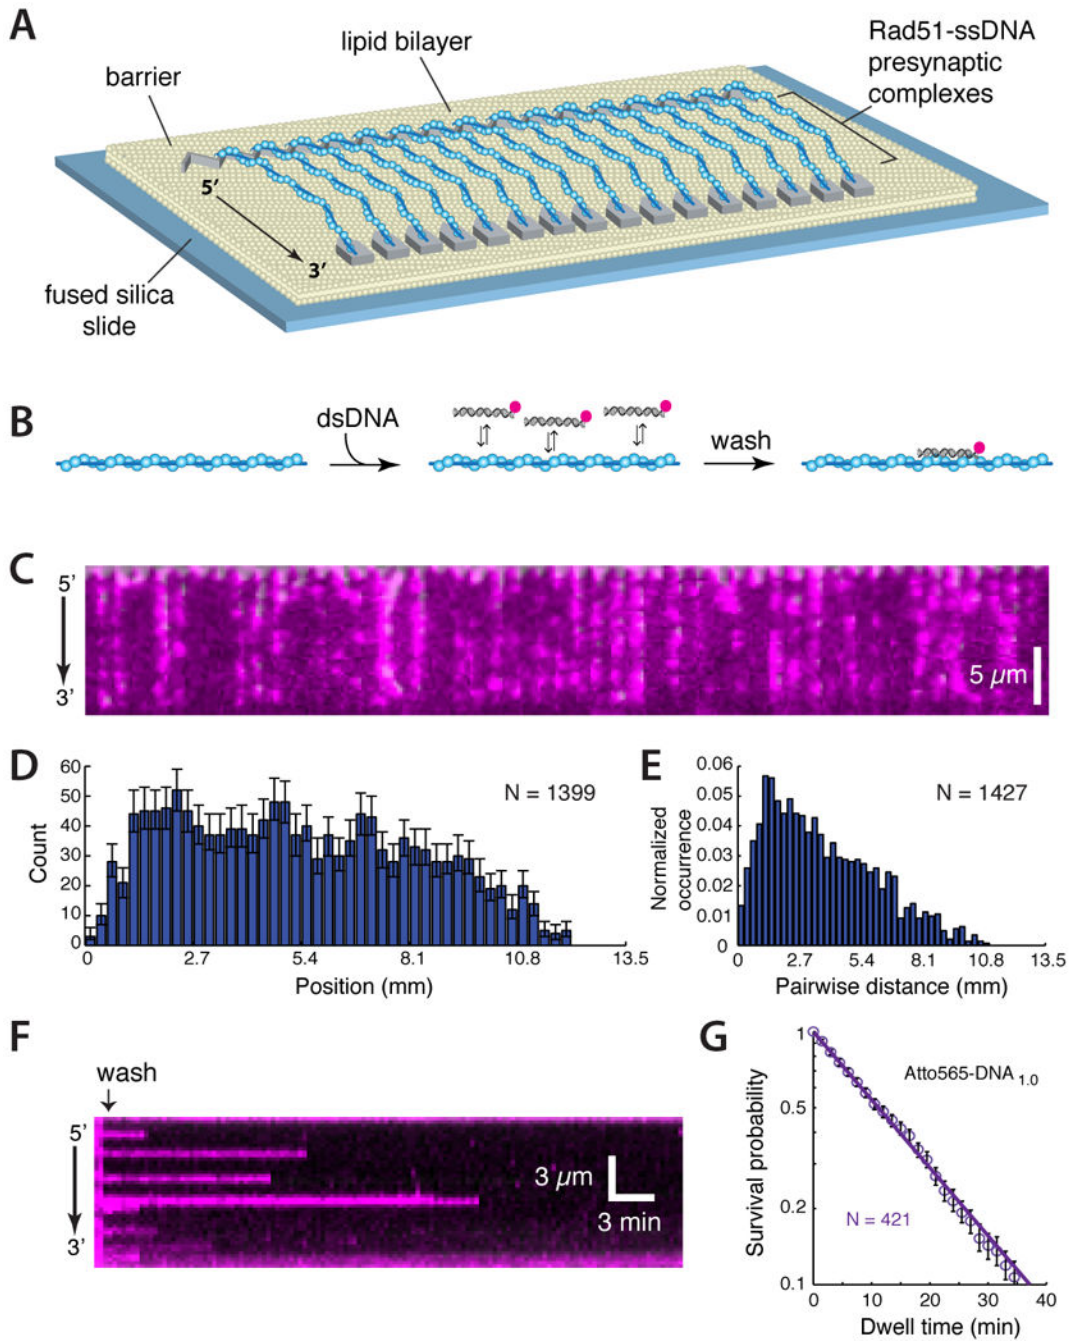 A
lipid bilayer
barrier
Rad51-ssDNA
presynaptic
complexes
5′
3′
fused silica
slide
B
dsDNA
wash
C
5’
3’
5 µm
D
60
50
40
30
20
10
0
Count
N = 1399
0
2.7
5.4
8.1
10.8
13.5
Position (mm)
E
0.06
0.05
0.04
0.03
0.02
0.01
0
Normalized
occurrence
N = 1427
0
2.7
5.4
8.1
10.8
13.5
Pairwise distance (mm)
F
wash
5’
3’
3 µm
3 min
G
1
0.5
0.2
0.1
Survival probability
Atto565-DNA 1.0
N = 421
0
10
20
30
40
Dwell time (min)